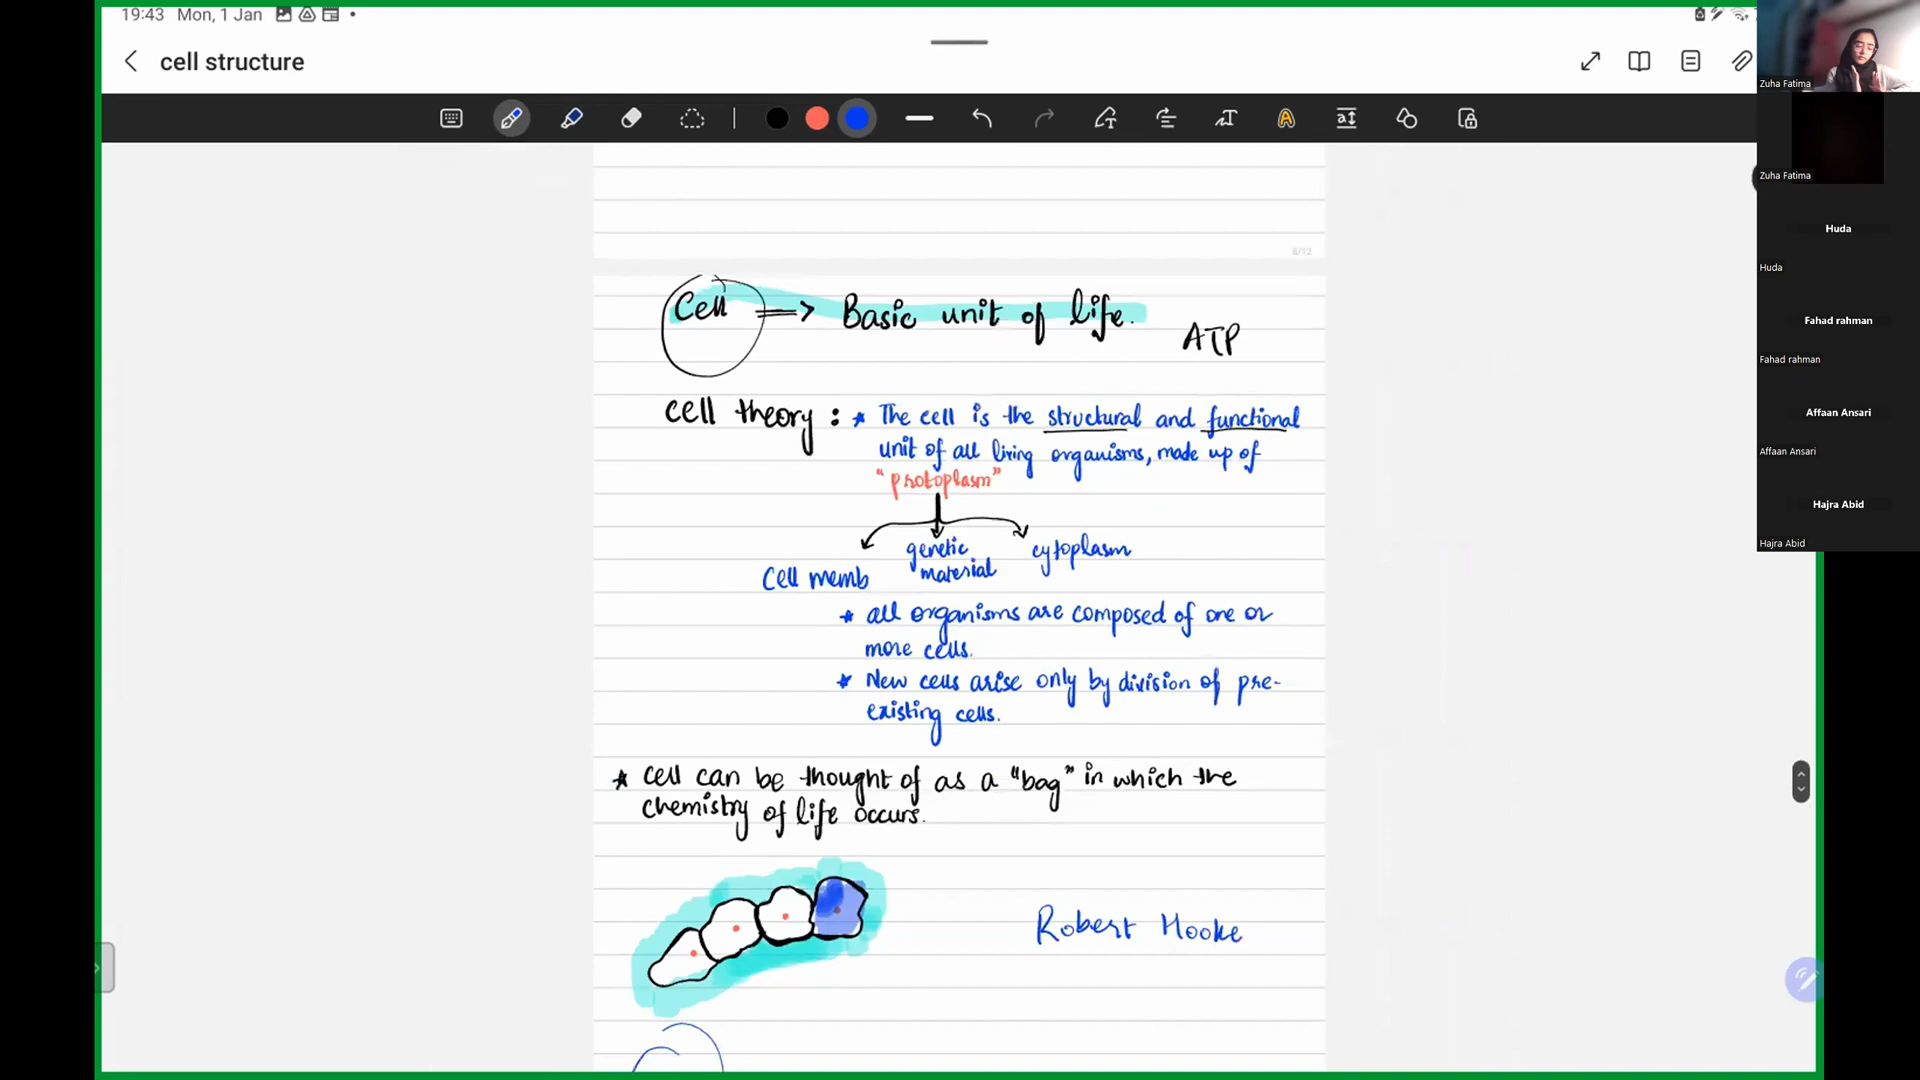 19:43 Mon, 1 Jan
cell structure
Zuha Fatima
Zuha Fatima
Huda
Huda
Fahad rahman
Fahad rahman
Affaan Ansari
Affaan Ansari
Hajra Abid
Hajra Abid
8/12
Cell => Basic unit of life.
ATP
cell theory : * The cell is the structural and functional
unit of all living organisms, made up of
"protoplasm"
Cell memb
genetic
material
cytoplasm
* all organisms are composed of one or
more cells.
* New cells arise only by division of pre-
existing cells.
* cell can be thought of as a "bag" in which the
chemistry of life occurs.
Robert Hooke